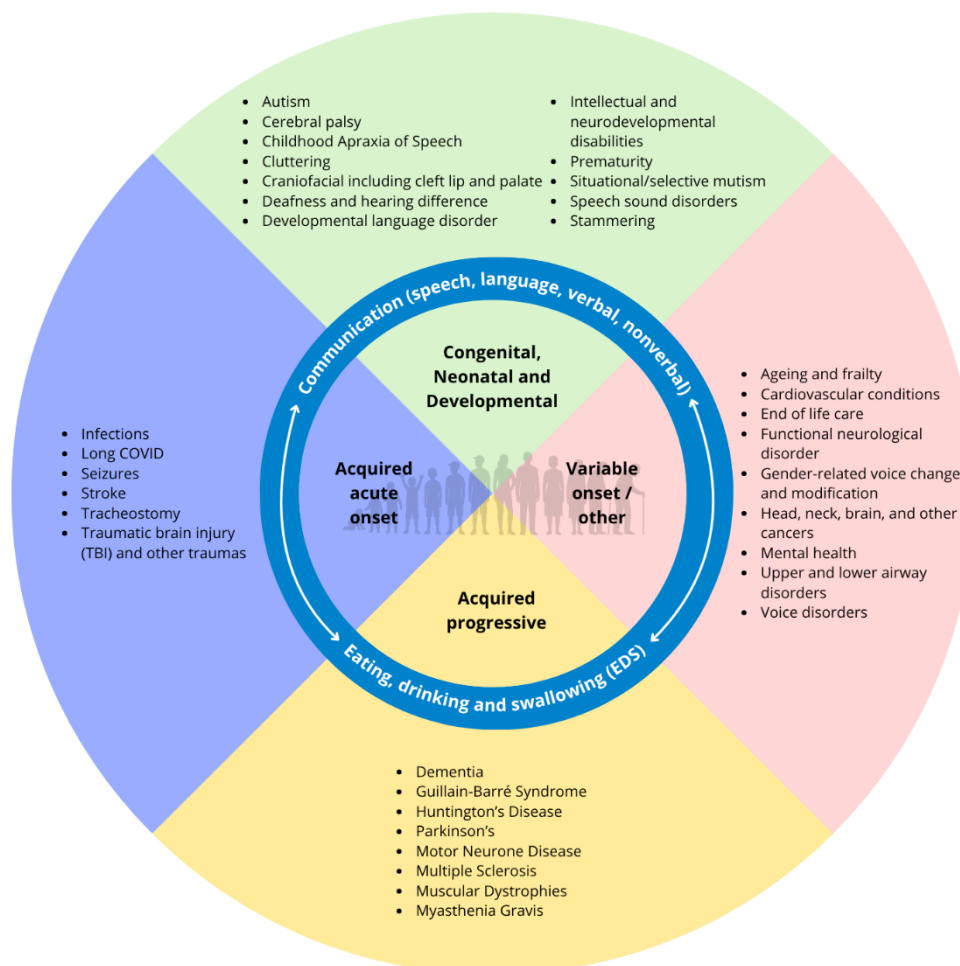 • Autism
• Cerebral palsy
• Childhood Apraxia of Speech
• Cluttering
• Craniofacial including cleft lip and palate
• Deafness and hearing difference
• Developmental language disorder
• Intellectual and
neurodevelopmental
disabilities
• Prematurity
• Situational/selective mutism
• Speech sound disorders
• Stammering
Communication (speech, language, verbal, nonverbal)
Congenital,
Neonatal and
Developmental
• Infections
• Long COVID
• Seizures
• Stroke
• Tracheostomy
• Traumatic brain injury
(TBI) and other traumas
Acquired
acute
onset
Variable
onset /
other
• Ageing and frailty
• Cardiovascular conditions
• End of life care
• Functional neurological
disorder
• Gender-related voice change
and modification
• Head, neck, brain, and other
cancers
• Mental health
• Upper and lower airway
disorders
• Voice disorders
Acquired
progressive
Eating, drinking and swallowing (EDS)
• Dementia
• Guillain-Barré Syndrome
• Huntington's Disease
• Parkinson's
• Motor Neurone Disease
• Multiple Sclerosis
• Muscular Dystrophies
• Myasthenia Gravis